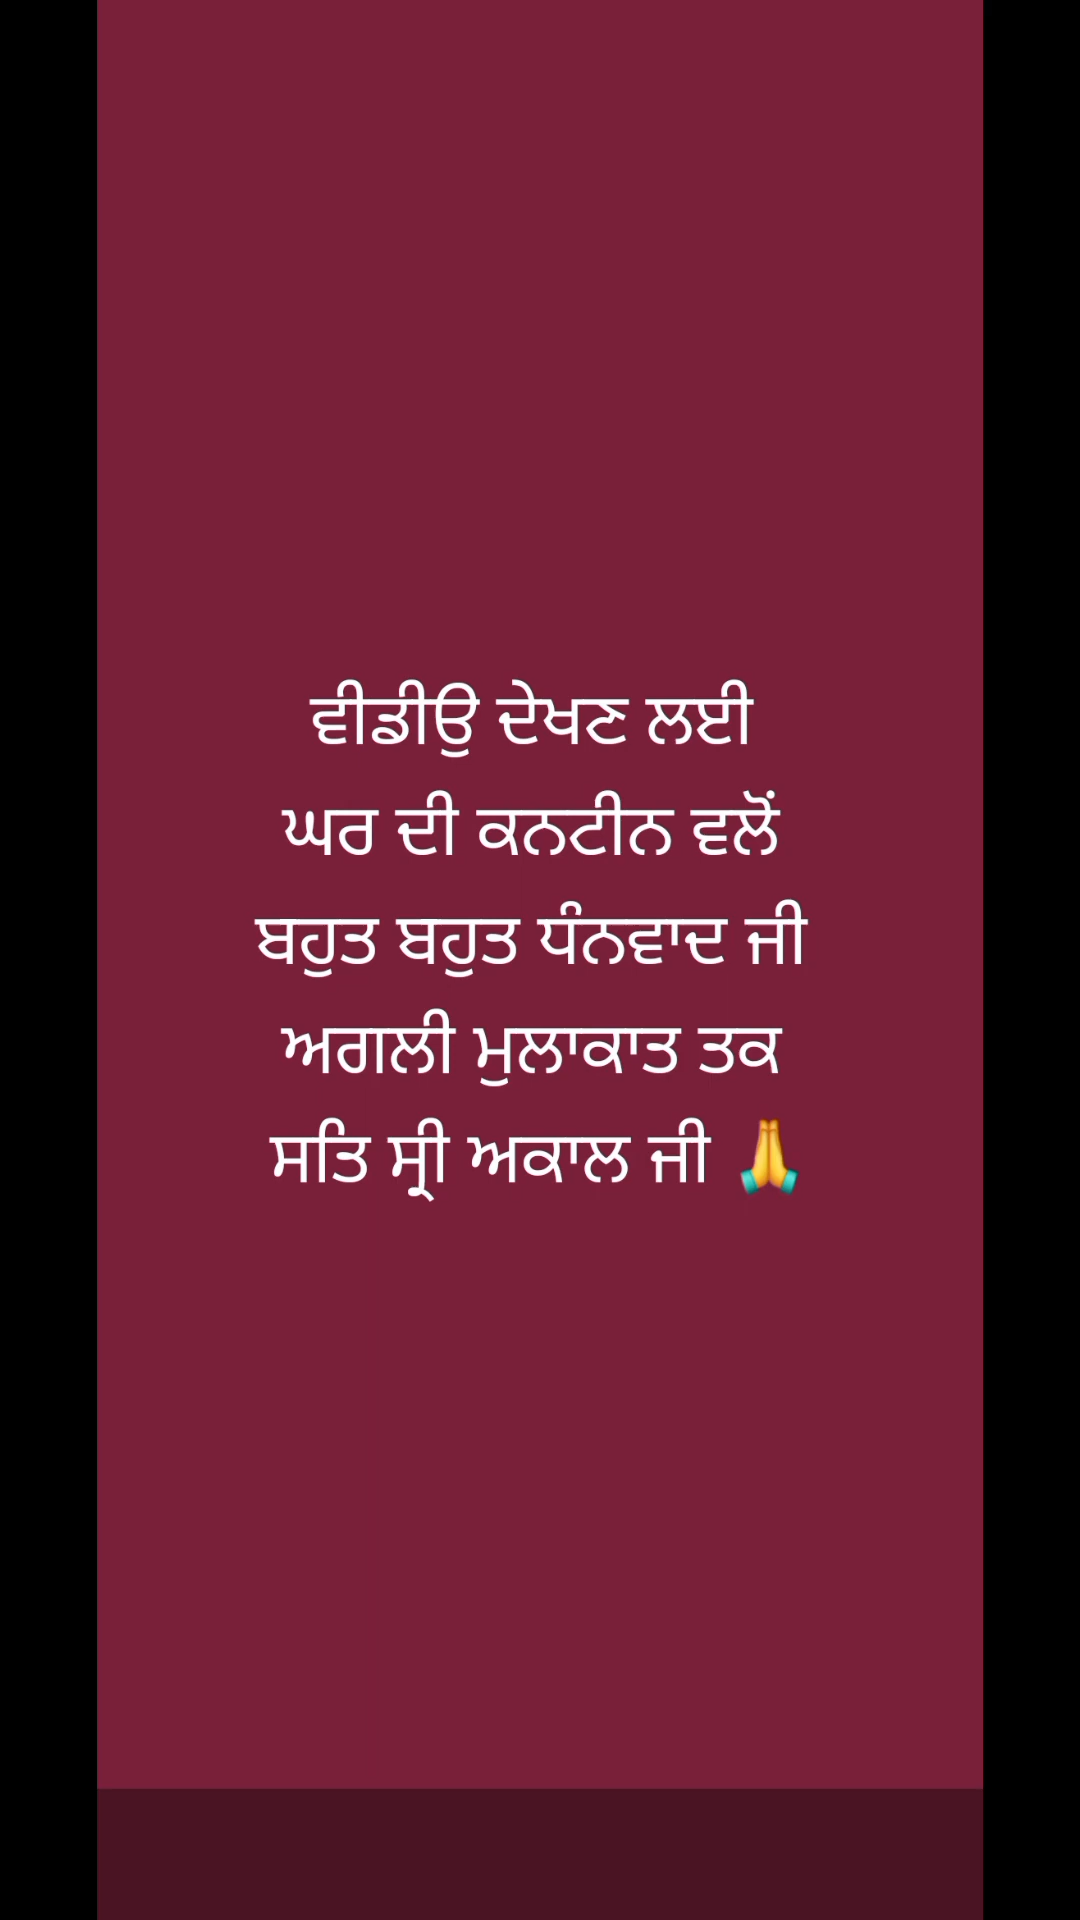 ਵੀਡੀਉ ਦੇਖਣ ਲਈ
ਘਰ ਦੀ ਕਨਟੀਨ ਵਲੋਂ
ਬਹੁਤ ਬਹੁਤ ਧੰਨਵਾਦ ਜੀ
ਅਗਲੀ ਮੁਲਾਕਾਤ ਤਕ
ਸਤਿ ਸ੍ਰੀ ਅਕਾਲ ਜੀ 🙏